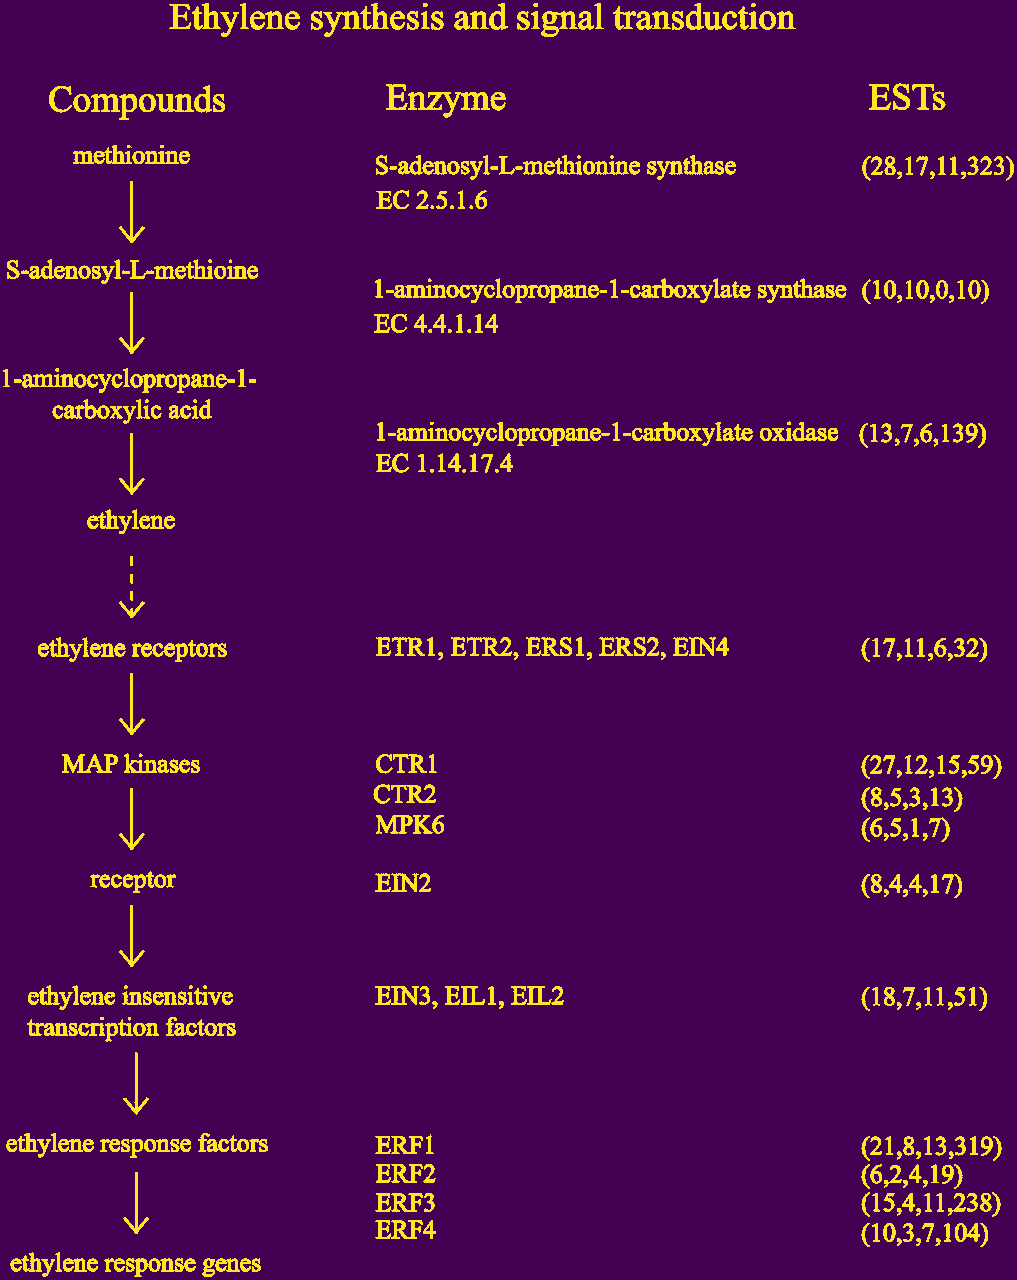 Ethylene synthesis and signal transduction
Compounds Enzyme ESTs
methionine
S-adenosyl-L-methionine synthase (28,17,11,323)
EC 2.5.1.6
S-adenosyl-L-methioine
1-aminocyclopropane-1-carboxylate synthase (10,10,0,10)
EC 4.4.1.14
1-aminocyclopropane-1-
carboxylic acid
1-aminocyclopropane-1-carboxylate oxidase (13,7,6,139)
EC 1.14.17.4
ethylene
ethylene receptors ETR1, ETR2, ERS1, ERS2, EIN4 (17,11,6,32)
MAP kinases CTR1 (27,12,15,59)
CTR2 (8,5,3,13)
MPK6 (6,5,1,7)
receptor EIN2 (8,4,4,17)
ethylene insensitive EIN3, EIL1, EIL2 (18,7,11,51)
transcription factors
ethylene response factors ERF1 (21,8,13,319)
ERF2 (6,2,4,19)
ERF3 (15,4,11,238)
ERF4 (10,3,7,104)
ethylene response genes